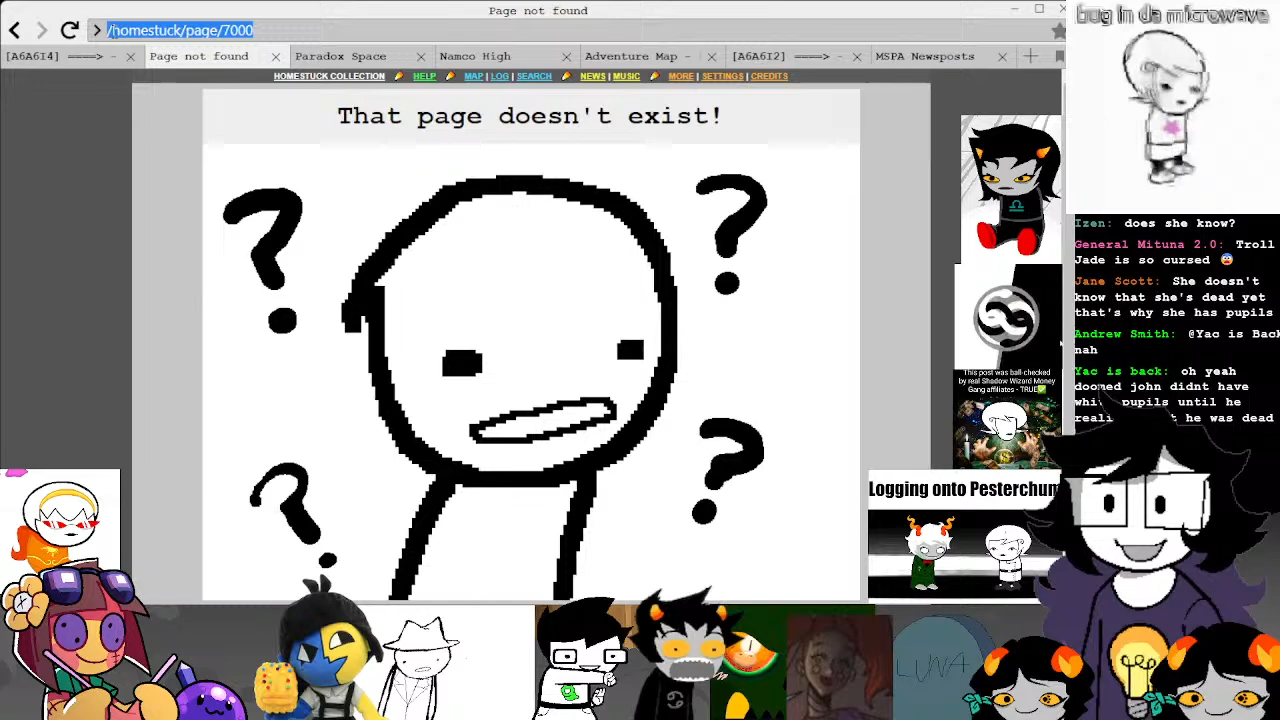 Page not found
bug in da microwave
/homestuck/page/7000
[A6A6I4] ====> -
Page not found
Paradox Space
Namco High
Adventure Map -
[A6A6I2] ====> -
MSPA Newsposts
HOMESTUCK COLLECTION
HELP
MAP | LOG | SEARCH
NEWS | MUSIC
MORE | SETTINGS | CREDITS
That page doesn't exist!
? ?
? ?
Izen: does she know?
General Mituna 2.0: Troll
Jade is so cursed
Jane Scott: She doesn't
know that she's dead yet
that's why she has pupils
Andrew Smith: @Yac is Back
nah
Yac is back: oh yeah
doomed john didnt have
white pupils until he
he was dead
This post was ball-checked
by real Shadow Wizard Money
Gang affiliates - TRUE✅
Logging onto Pesterchum
LUNA